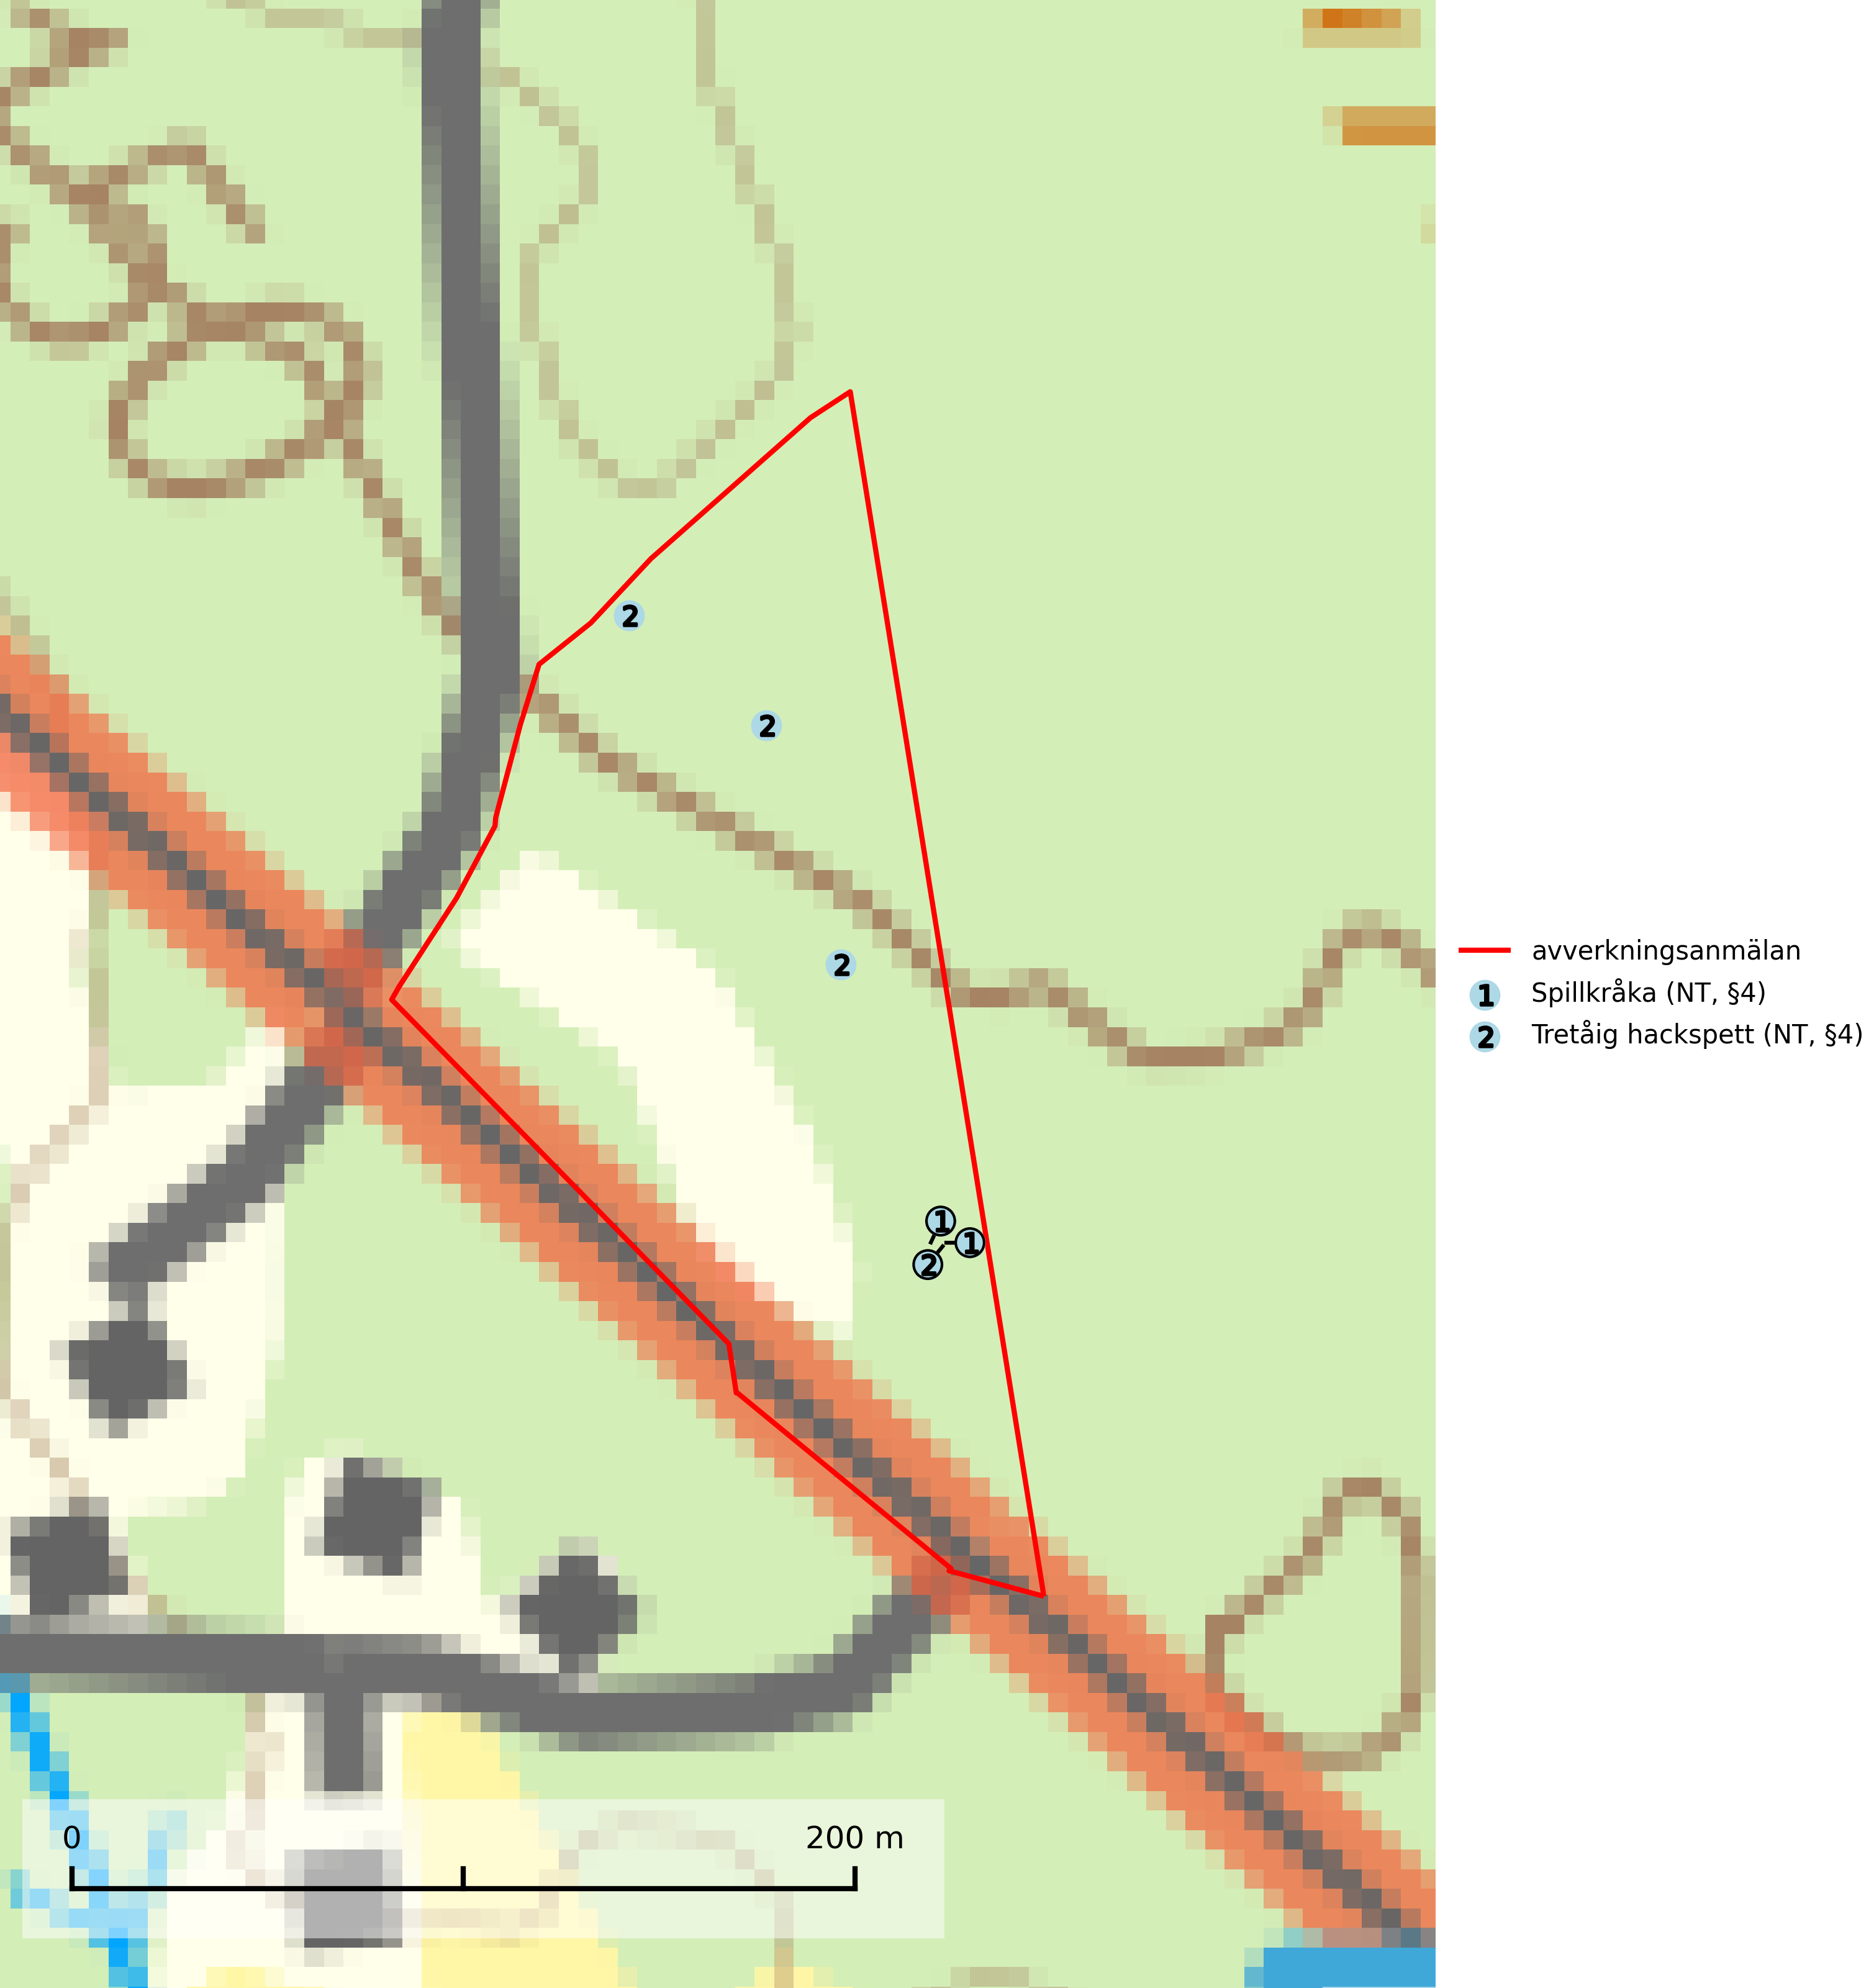 2
2
2
1
1
2
avverkningsanmälan
1 Spillkråka (NT, §4)
2 Tretåig hackspett (NT, §4)
0 200 m